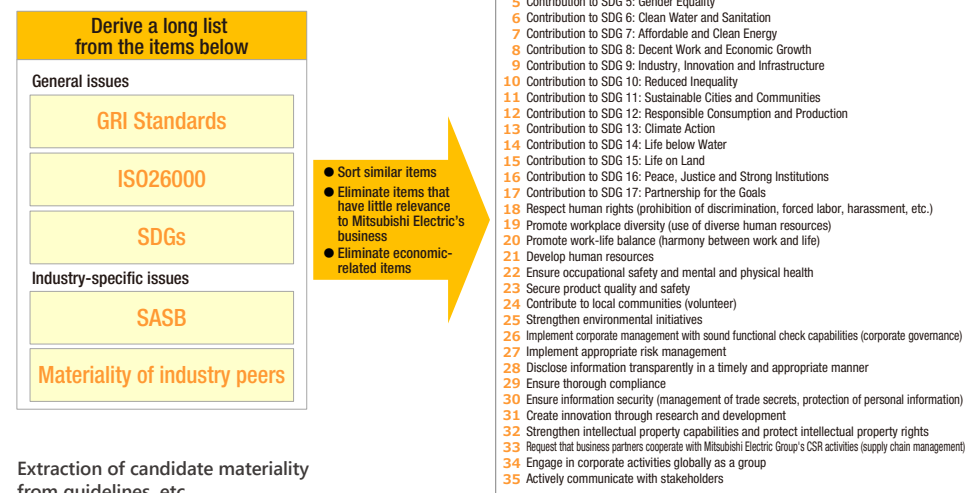 Derive a long list
from the items below
General issues
GRI Standards
ISO26000
SDGs
Industry-specific issues
SASB
Materiality of industry peers
● Sort similar items
● Eliminate items that
have little relevance
to Mitsubishi Electric's
business
● Eliminate economic-
related items
5 Contribution to SDG 5: Gender Equality
6 Contribution to SDG 6: Clean Water and Sanitation
7 Contribution to SDG 7: Affordable and Clean Energy
8 Contribution to SDG 8: Decent Work and Economic Growth
9 Contribution to SDG 9: Industry, Innovation and Infrastructure
10 Contribution to SDG 10: Reduced Inequality
11 Contribution to SDG 11: Sustainable Cities and Communities
12 Contribution to SDG 12: Responsible Consumption and Production
13 Contribution to SDG 13: Climate Action
14 Contribution to SDG 14: Life below Water
15 Contribution to SDG 15: Life on Land
16 Contribution to SDG 16: Peace, Justice and Strong Institutions
17 Contribution to SDG 17: Partnership for the Goals
18 Respect human rights (prohibition of discrimination, forced labor, harassment, etc.)
19 Promote workplace diversity (use of diverse human resources)
20 Promote work-life balance (harmony between work and life)
21 Develop human resources
22 Ensure occupational safety and mental and physical health
23 Secure product quality and safety
24 Contribute to local communities (volunteer)
25 Strengthen environmental initiatives
26 Implement corporate management with sound functional check capabilities (corporate governance)
27 Implement appropriate risk management
28 Disclose information transparently in a timely and appropriate manner
29 Ensure thorough compliance
30 Ensure information security (management of trade secrets, protection of personal information)
31 Create innovation through research and development
32 Strengthen intellectual property capabilities and protect intellectual property rights
33 Request that business partners cooperate with Mitsubishi Electric Group's CSR activities (supply chain management)
34 Engage in corporate activities globally as a group
35 Actively communicate with stakeholders
Extraction of candidate materiality
from guidelines, etc.